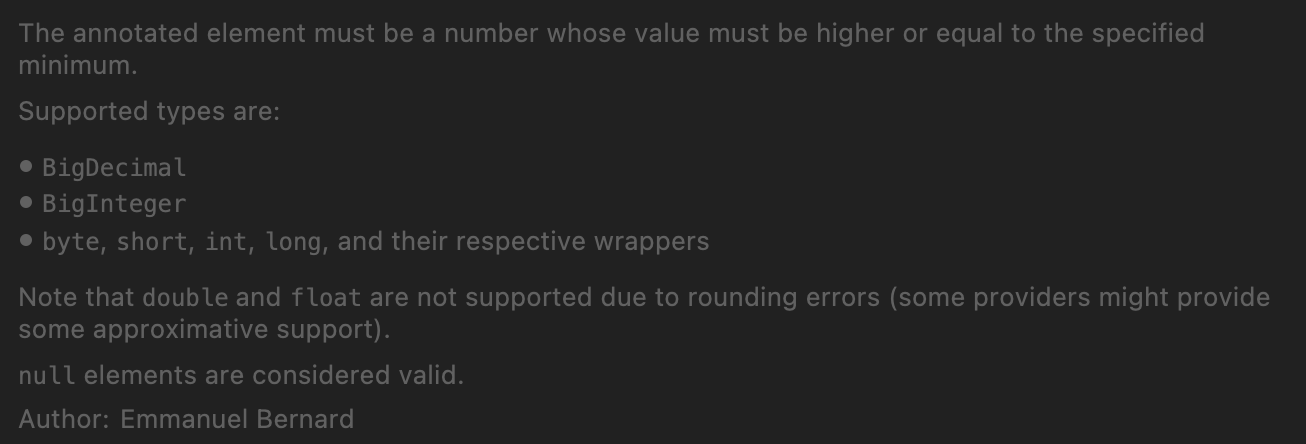 The annotated element must be a number whose value must be higher or equal to the specified
minimum.
Supported types are:
• BigDecimal
• BigInteger
• byte, short, int, long, and their respective wrappers
Note that double and float are not supported due to rounding errors (some providers might provide
some approximative support).
null elements are considered valid.
Author: Emmanuel Bernard